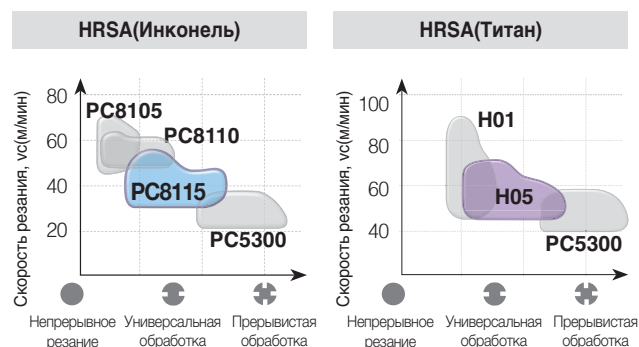 HRSA(Инконель)
Скорость резания, vc(м/мин)
80
60
40
20
PC8105
PC8110
PC8115
PC5300
Непрерывное резание
Универсальная обработка
Прерывистая обработка
HRSA(Титан)
Скорость резания, vc(м/мин)
100
80
60
40
H01
H05
PC5300
Непрерывное резание
Универсальная обработка
Прерывистая обработка